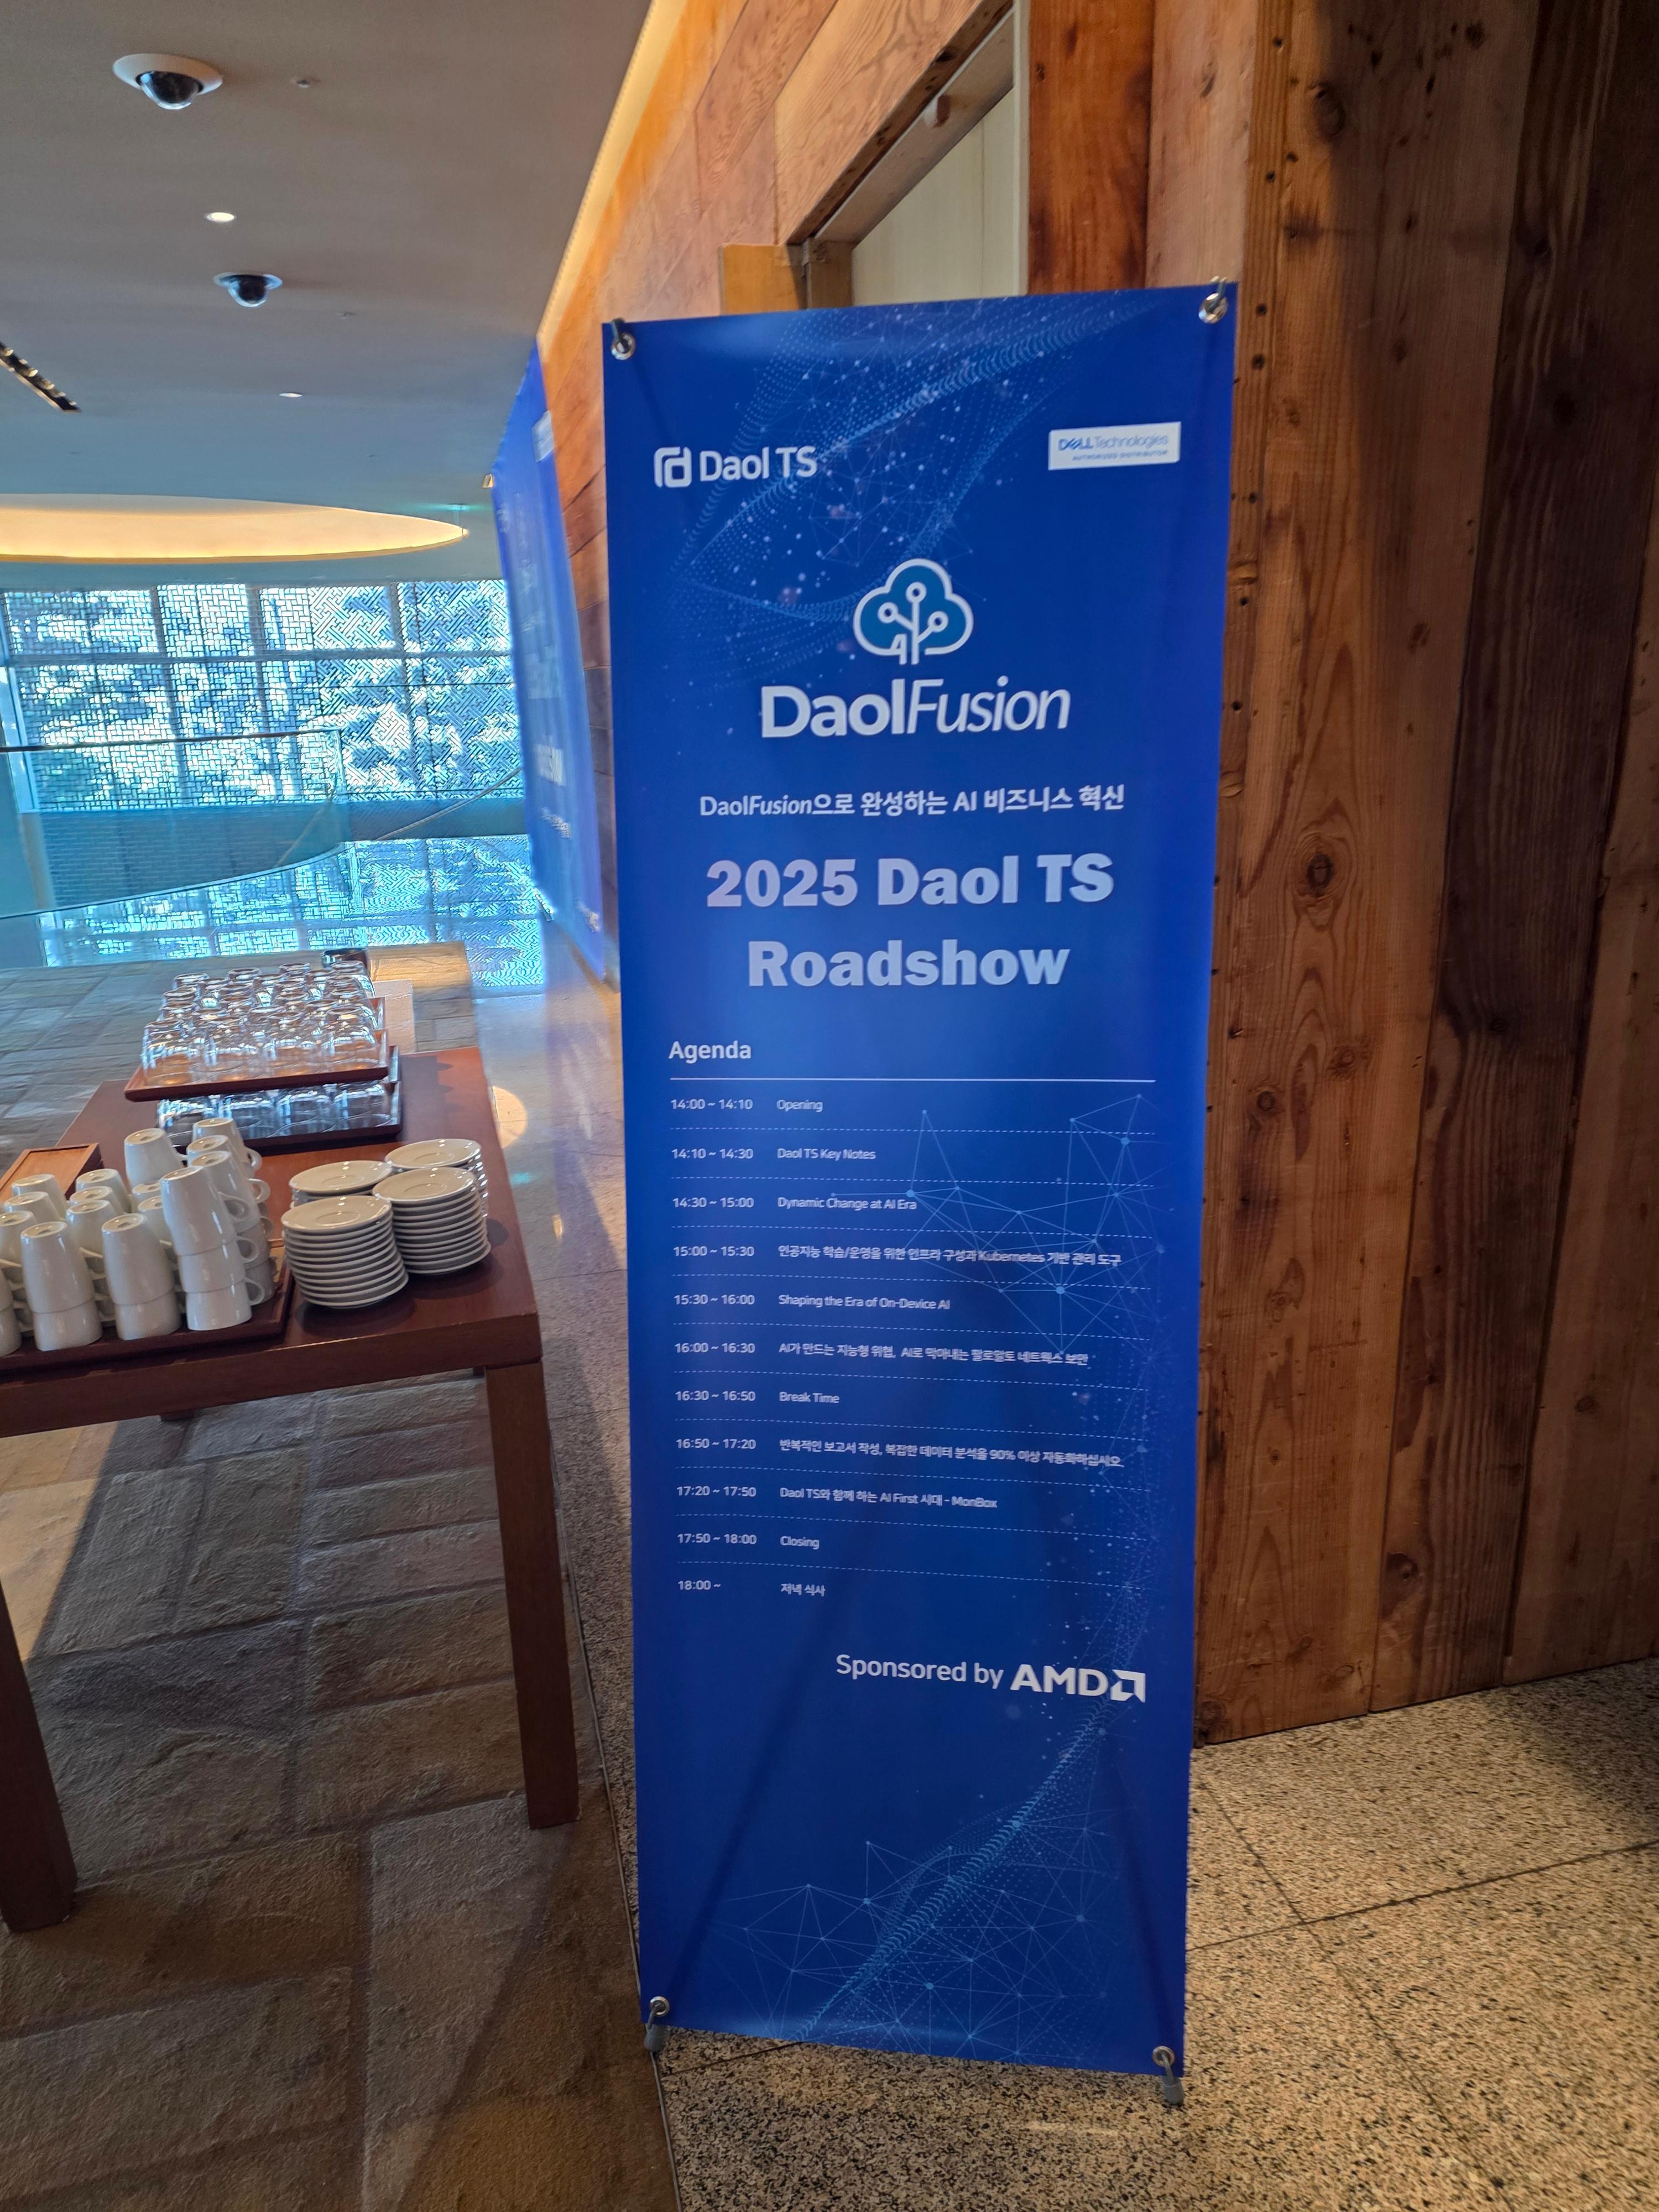 Daol TS
DELL Technologies
AUTHORIZED DISTRIBUTOR
DaolFusion
DaolFusion으로 완성하는 AI 비즈니스 혁신
2025 Daol TS
Roadshow
Agenda
14:00 ~ 14:10 Opening
14:10 ~ 14:30 Daol TS Key Notes
14:30 ~ 15:00 Dynamic Change at AI Era
15:00 ~ 15:30 인공지능 학습/운영을 위한 인프라 구성과 Kubernetes 기반 관리 도구
15:30 ~ 16:00 Shaping the Era of On-Device AI
16:00 ~ 16:30 AI가 만드는 지능형 위협, AI로 막아내는 팔로알토 네트웍스 보안
16:30 ~ 16:50 Break Time
16:50 ~ 17:20 반복적인 보고서 작성, 복잡한 데이터 분석을 90% 이상 자동화하십시오.
17:20 ~ 17:50 Daol TS와 함께 하는 AI First 시대 - MonBox
17:50 ~ 18:00 Closing
18:00 ~ 저녁 식사
Sponsored by AMD